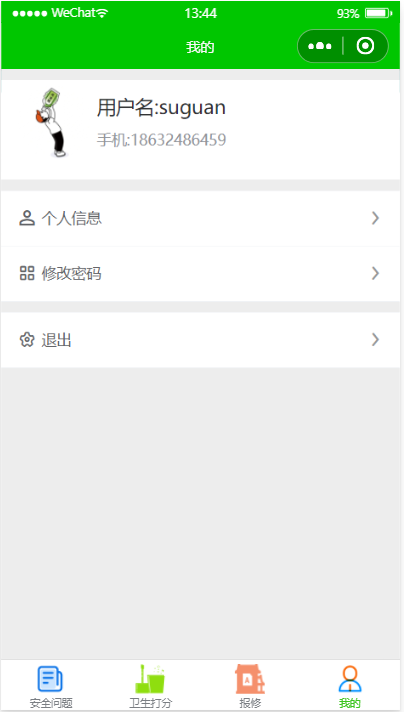 WeChat 13:44 93%
我的
用户名:suguan
手机:18632486459
个人信息
修改密码
退出
A
安全问题 卫生打分 报修 我的